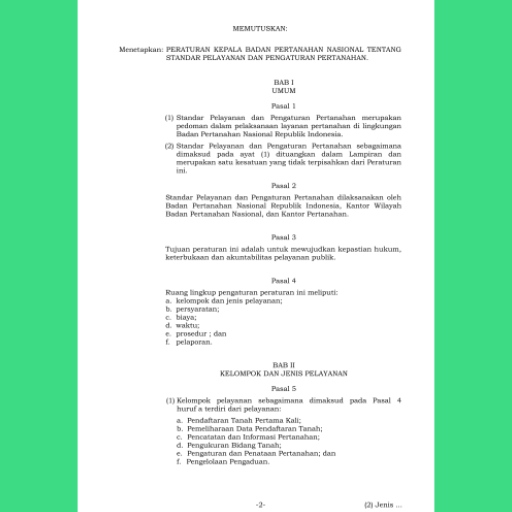 MEMUTUSKAN:
Menetapkan: PERATURAN KEPALA BADAN PERTANAHAN NASIONAL TENTANG
STANDAR PELAYANAN DAN PENGATURAN PERTANAHAN.
BAB I
UMUM
Pasal 1
(1) Standar Pelayanan dan Pengaturan Pertanahan merupakan
pedoman dalam pelaksanaan layanan pertanahan di lingkungan
Badan Pertanahan Nasional Republik Indonesia.
(2) Standar Pelayanan dan Pengaturan Pertanahan sebagaimana
dimaksud pada ayat (1) dituangkan dalam Lampiran dan
merupakan satu kesatuan yang tidak terpisahkan dari Peraturan
ini.
Pasal 2
Standar Pelayanan dan Pengaturan Pertanahan dilaksanakan oleh
Badan Pertanahan Nasional Republik Indonesia, Kantor Wilayah
Badan Pertanahan Nasional, dan Kantor Pertanahan.
Pasal 3
Tujuan peraturan ini adalah untuk mewujudkan kepastian hukum,
keterbukaan dan akuntabilitas pelayanan publik.
Pasal 4
Ruang lingkup pengaturan peraturan ini meliputi:
a. kelompok dan jenis pelayanan;
b. persyaratan;
c. biaya;
d. waktu;
e. prosedur ; dan
f. pelaporan.
BAB II
KELOMPOK DAN JENIS PELAYANAN
Pasal 5
(1) Kelompok pelayanan sebagaimana dimaksud pada Pasal 4
huruf a terdiri dari pelayanan:
a. Pendaftaran Tanah Pertama Kali;
b. Pemeliharaan Data Pendaftaran Tanah;
c. Pencatatan dan Informasi Pertanahan;
d. Pengukuran Bidang Tanah;
e. Pengaturan dan Penataan Pertanahan; dan
f. Pengelolaan Pengaduan.
-2-
(2) Jenis ...